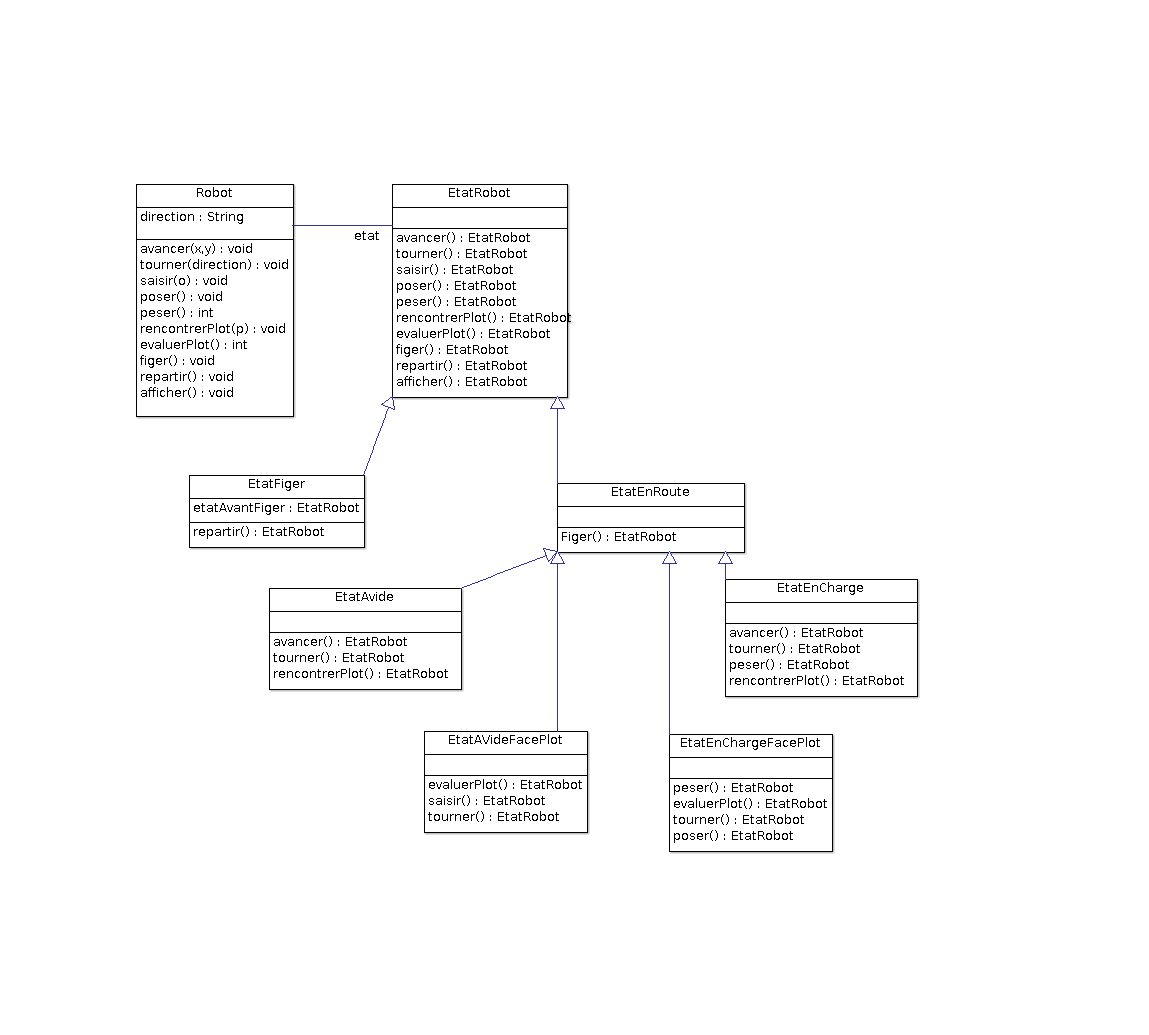 Robot
direction : String
avancer(x,y) : void
tourner(direction) : void
saisir(o) : void
poser() : void
peser() : int
rencontrerPlot(p) : void
evaluerPlot() : int
figer() : void
repartir() : void
afficher() : void
etat
EtatRobot
avancer() : EtatRobot
tourner() : EtatRobot
saisir() : EtatRobot
poser() : EtatRobot
peser() : EtatRobot
rencontrerPlot() : EtatRobot
evaluerPlot() : EtatRobot
figer() : EtatRobot
repartir() : EtatRobot
afficher() : EtatRobot
EtatFiger
etatAvantFiger : EtatRobot
repartir() : EtatRobot
EtatEnRoute
Figer() : EtatRobot
EtatAvide
avancer() : EtatRobot
tourner() : EtatRobot
rencontrerPlot() : EtatRobot
EtatEnCharge
avancer() : EtatRobot
tourner() : EtatRobot
peser() : EtatRobot
rencontrerPlot() : EtatRobot
EtatAVideFacePlot
evaluerPlot() : EtatRobot
saisir() : EtatRobot
tourner() : EtatRobot
EtatEnChargeFacePlot
peser() : EtatRobot
evaluerPlot() : EtatRobot
tourner() : EtatRobot
poser() : EtatRobot